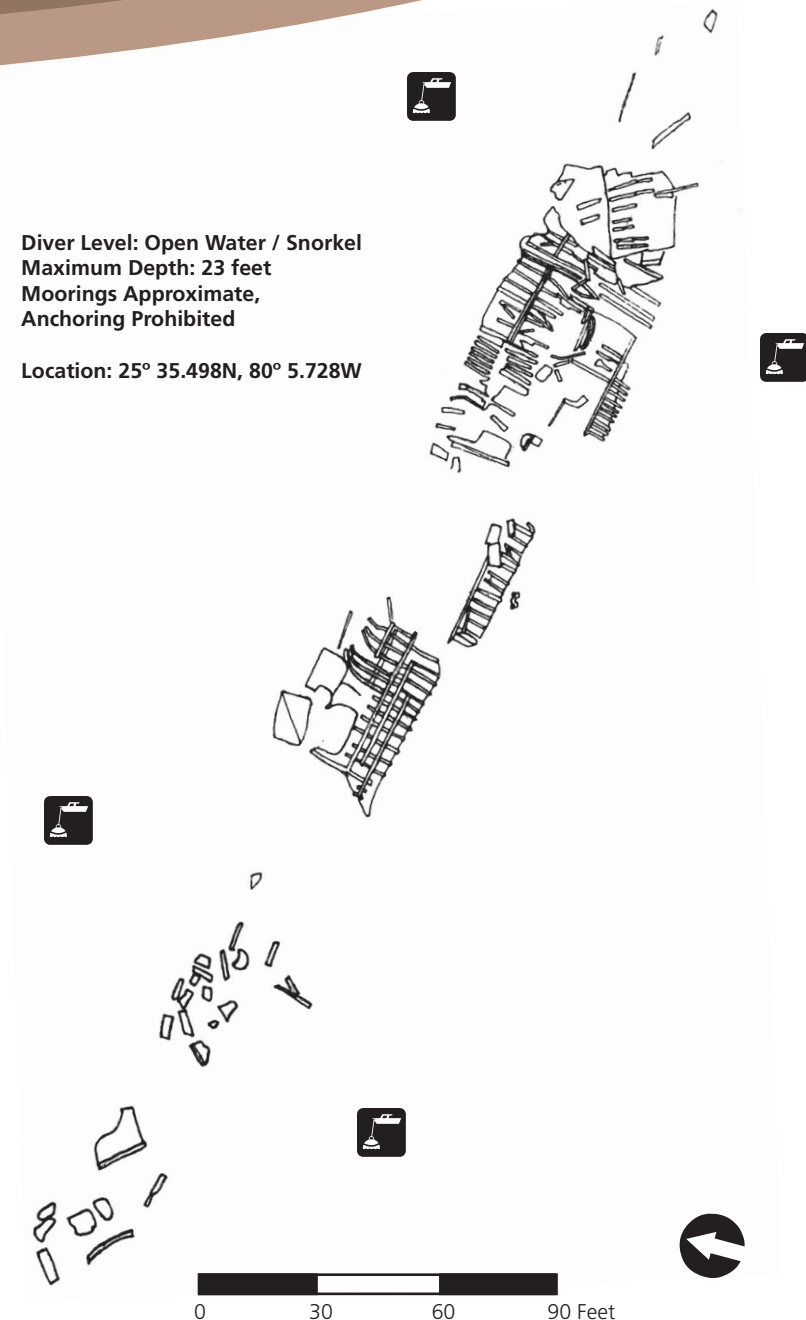 Diver Level: Open Water / Snorkel
Maximum Depth: 23 feet
Moorings Approximate,
Anchoring Prohibited
Location: 25º 35.498N, 80º 5.728W
0 30 60 90 Feet